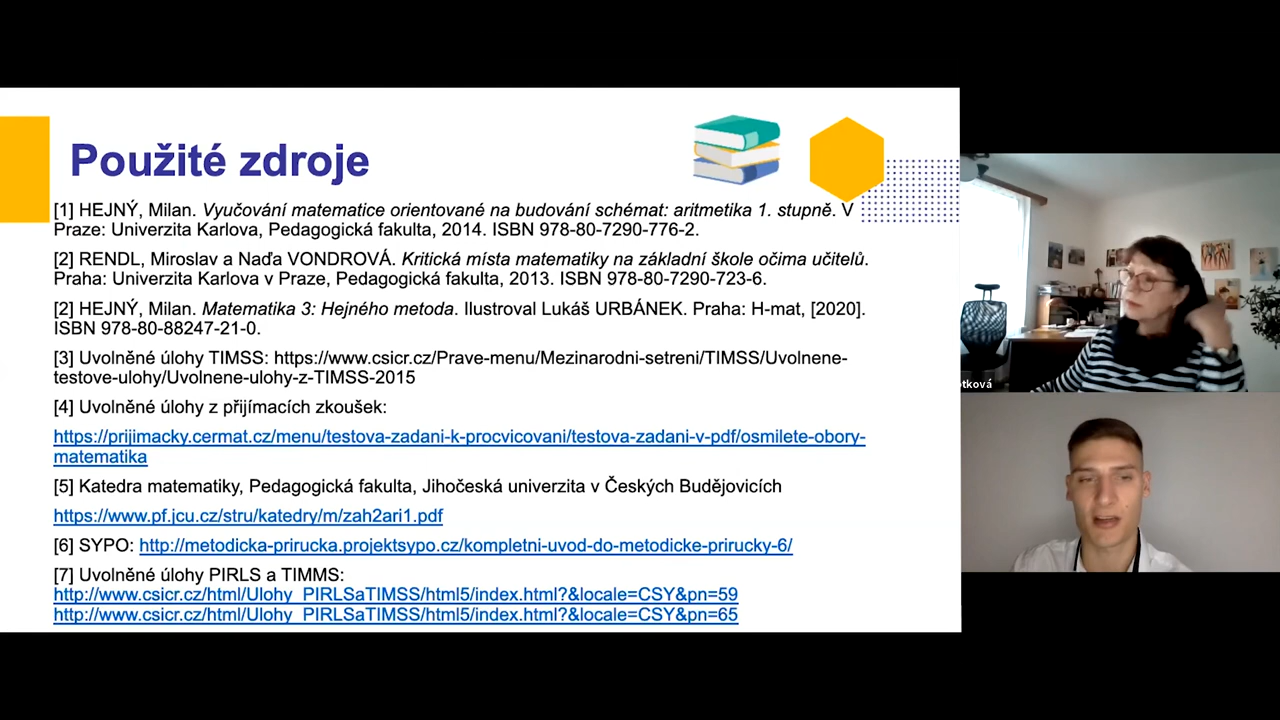 Použité zdroje
[1] HEJNÝ, Milan. Vyučování matematice orientované na budování schémat: aritmetika 1. stupně. V
Praze: Univerzita Karlova, Pedagogická fakulta, 2014. ISBN 978-80-7290-776-2.
[2] RENDL, Miroslav a Naďa VONDROVÁ. Kritická místa matematiky na základní škole očima učitelů.
Praha: Univerzita Karlova v Praze, Pedagogická fakulta, 2013. ISBN 978-80-7290-723-6.
[2] HEJNÝ, Milan. Matematika 3: Hejného metoda. Ilustroval Lukáš URBÁNEK. Praha: H-mat, [2020].
ISBN 978-80-88247-21-0.
[3] Uvolněné úlohy TIMSS: https://www.csicr.cz/Prave-menu/Mezinarodni-setreni/TIMSS/Uvolnene-
testove-ulohy/Uvolnene-ulohy-z-TIMSS-2015
[4] Uvolněné úlohy z přijímacích zkoušek:
https://prijimacky.cermat.cz/menu/testova-zadani-k-procvicovani/testova-zadani-v-pdf/osmilete-obory-
matematika
[5] Katedra matematiky, Pedagogická fakulta, Jihočeská univerzita v Českých Budějovicích
https://www.pf.jcu.cz/stru/katedry/m/zah2ari1.pdf
[6] SYPO: http://metodicka-prirucka.projektsypo.cz/kompletni-uvod-do-metodicke-prirucky-6/
[7] Uvolněné úlohy PIRLS a TIMMS:
http://www.csicr.cz/html/Ulohy_PIRLSaTIMSS/html5/index.html?&locale=CSY&pn=59
http://www.csicr.cz/html/Ulohy_PIRLSaTIMSS/html5/index.html?&locale=CSY&pn=65